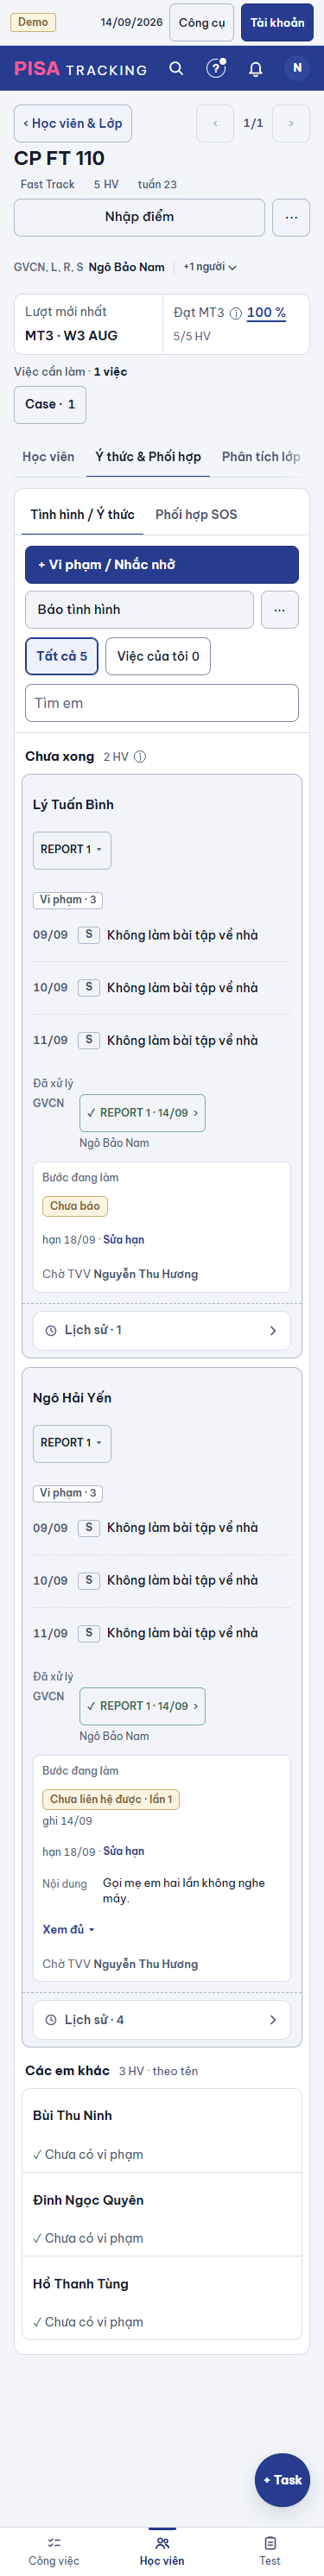 Demo 14/09/2026 Công cụ Tài khoản
PISA TRACKING ? N
‹ Học viên & Lớp ‹ 1/1 ›
CP FT 110
Fast Track 5 HV tuần 23
Nhập điểm ...
GVCN, L, R, S Ngô Bảo Nam +1 người
Lượt mới nhất Đạt MT3 ⓘ 100 %
MT3 · W3 AUG 5/5 HV
Việc cần làm · 1 việc
Case · 1
Học viên Ý thức & Phối hợp Phân tích lớp
Tình hình / Ý thức Phối hợp SOS
+ Vi phạm / Nhắc nhở
Báo tình hình ...
Tất cả 5 Việc của tôi 0
Tìm em
Chưa xong 2 HV ⓘ
Lý Tuấn Bình
REPORT 1
Vi phạm · 3
09/09 S Không làm bài tập về nhà
10/09 S Không làm bài tập về nhà
11/09 S Không làm bài tập về nhà
Đã xử lý
GVCN
✓ REPORT 1 · 14/09 ›
Ngô Bảo Nam
Bước đang làm
Chưa báo
hạn 18/09 · Sửa hạn
Chờ TVV Nguyễn Thu Hương
Lịch sử · 1
Ngô Hải Yến
REPORT 1
Vi phạm · 3
09/09 S Không làm bài tập về nhà
10/09 S Không làm bài tập về nhà
11/09 S Không làm bài tập về nhà
Đã xử lý
GVCN
✓ REPORT 1 · 14/09 ›
Ngô Bảo Nam
Bước đang làm
Chưa liên hệ được · lần 1
ghi 14/09
hạn 18/09 · Sửa hạn
Nội dung Gọi mẹ em hai lần không nghe
máy.
Xem đủ
Chờ TVV Nguyễn Thu Hương
Lịch sử · 4
Các em khác 3 HV · theo tên
Bùi Thu Ninh
✓ Chưa có vi phạm
Đinh Ngọc Quyên
✓ Chưa có vi phạm
Hồ Thanh Tùng
✓ Chưa có vi phạm
+ Task
Công việc Học viên Test